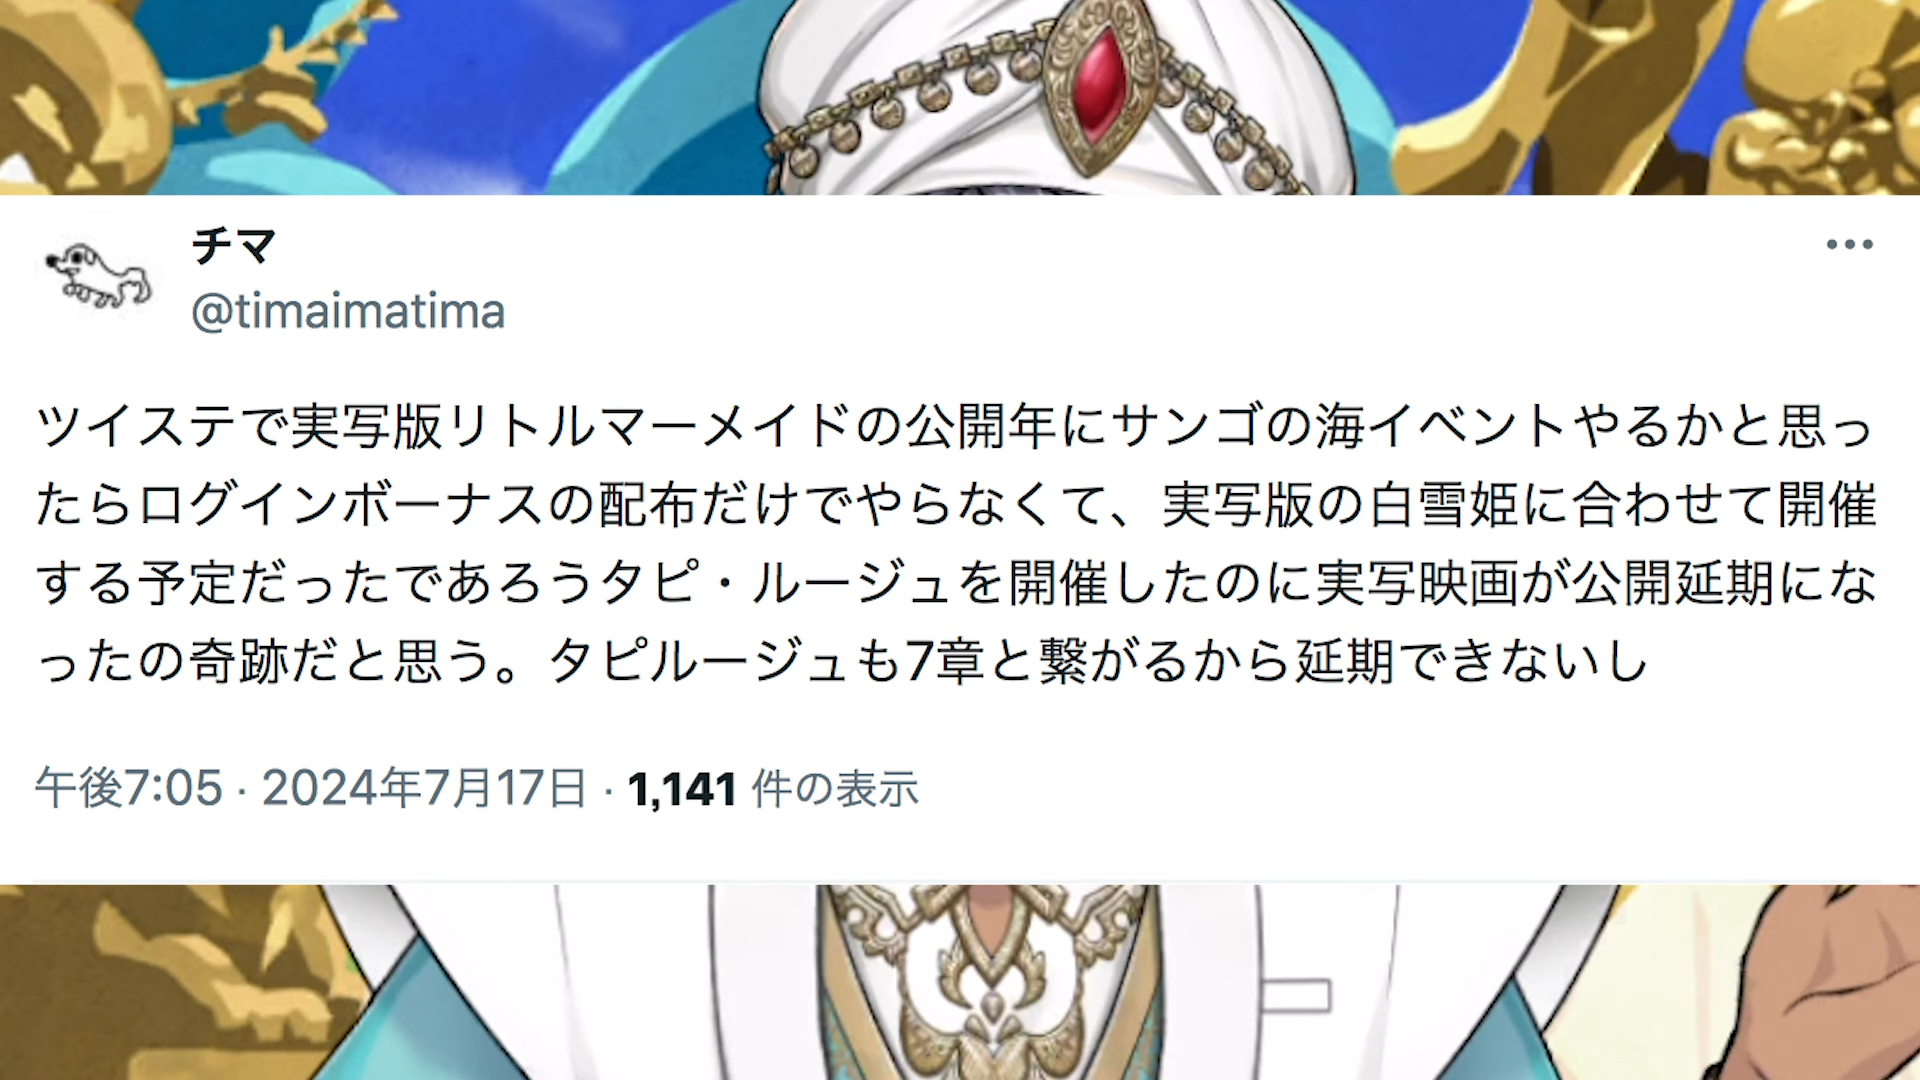 チマ
@timaimatima
ツイステで実写版リトルマーメイドの公開年にサンゴの海イベントやるかと思っ
たらログインボーナスの配布だけでやらなくて、実写版の白雪姫に合わせて開催
する予定だったであろうタピ・ルージュを開催したのに実写映画が公開延期にな
ったの奇跡だと思う。タピルージュも7章と繋がるから延期できないし
午後7:05 · 2024年7月17日 · 1,141 件の表示